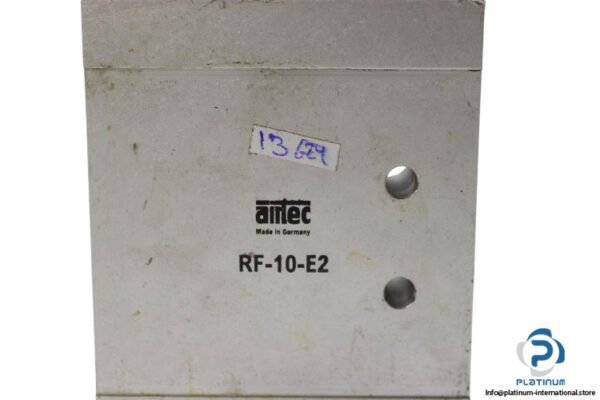 13 629
airtec
Made in Germany
RF-10-E2
PLATINUM
Info@platinum-international.store